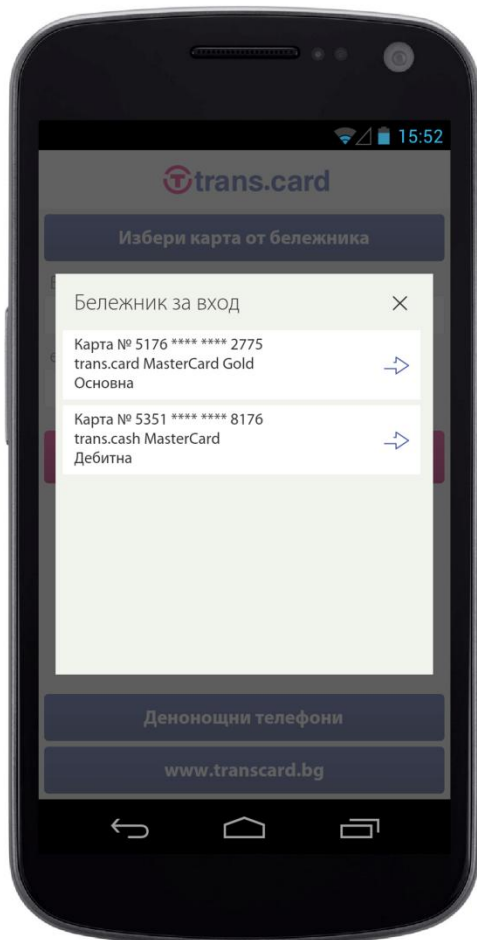 15:52
trans.card
Избери карта от бележника
Бележник за вход
Карта № 5176 **** **** 2775
trans.card MasterCard Gold
Основна
Карта № 5351 **** **** 8176
trans.cash MasterCard
Дебитна
Денонощни телефони
www.transcard.bg